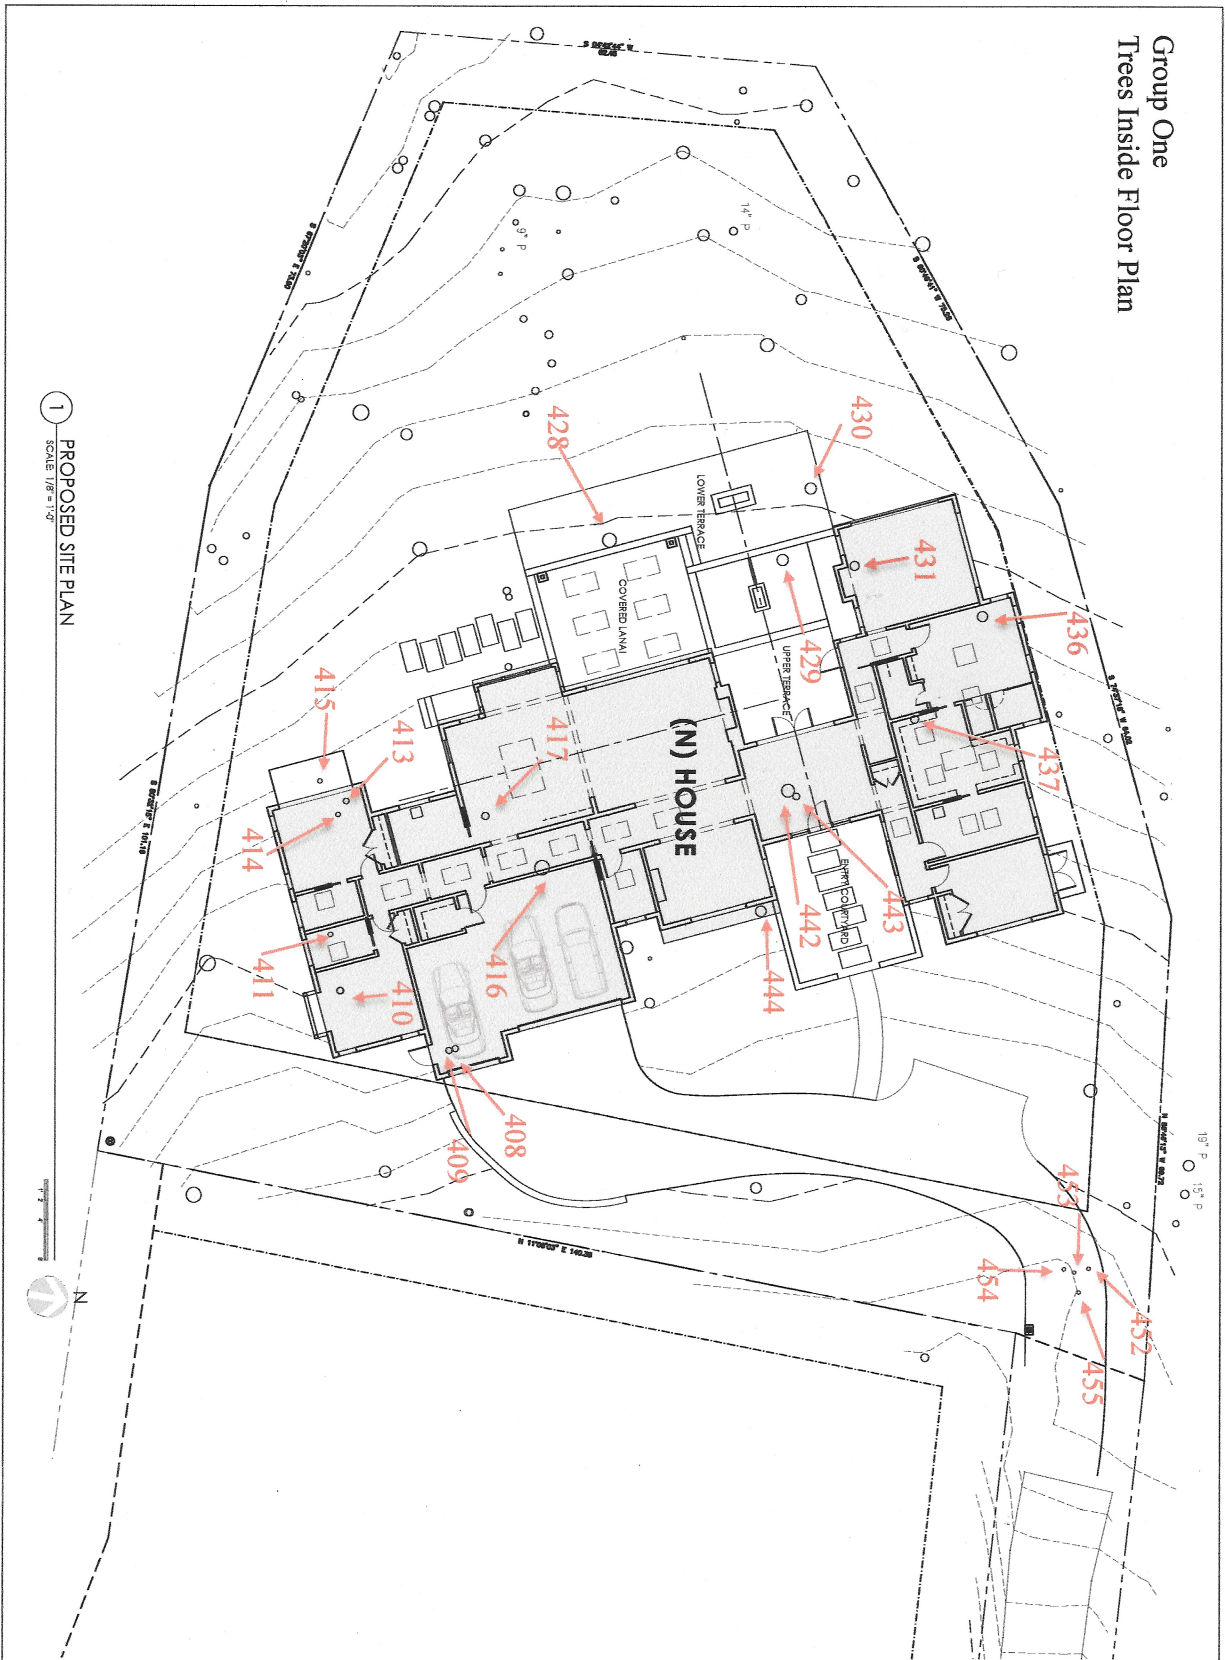 Group One
Trees Inside Floor Plan
14" P
9" P
430
428
431
436
429
437
415
413
417
414
443
442
444
416
410
411
408
409
453
454
452
455
LOWER TERRACE
COVERED LANAI
UPPER TERRACE
(N) HOUSE
ENTRY COURTYARD
19" P
15" P
1
PROPOSED SITE PLAN
SCALE: 1/8" = 1'-0"
N